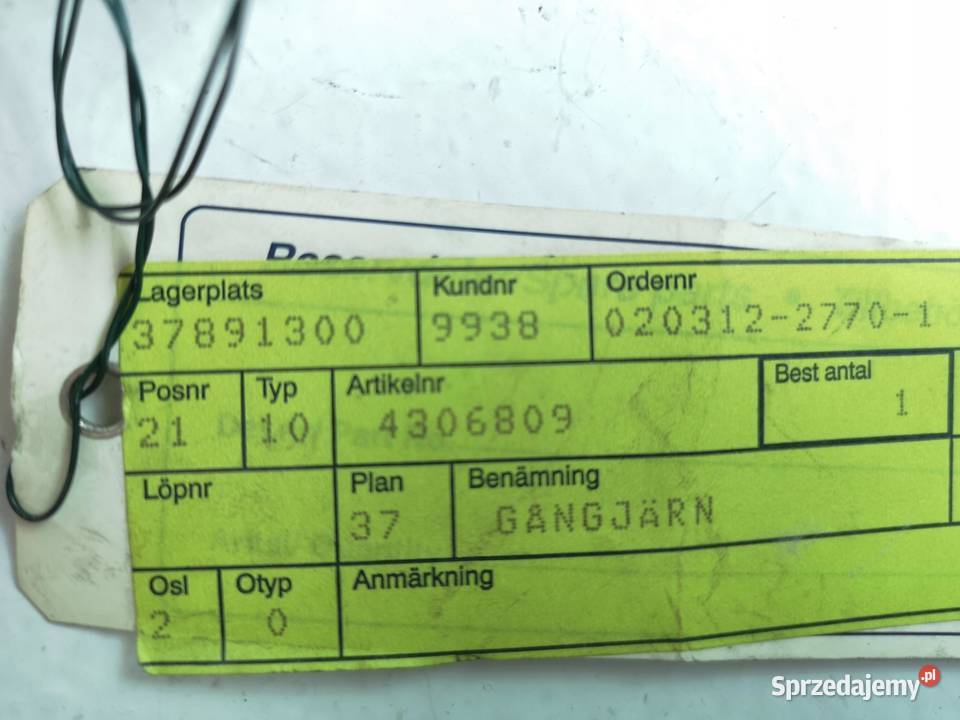 Lagerplats Kundnr Ordernr
37891300 9938 020312-2770-1
Posnr Typ Artikelnr Best antal
21 10 4306809 1
Löpnr Plan Benämning
37 GÅNGJÄRN
Osl Otyp Anmärkning
2 0
Sprzedajemy.pl